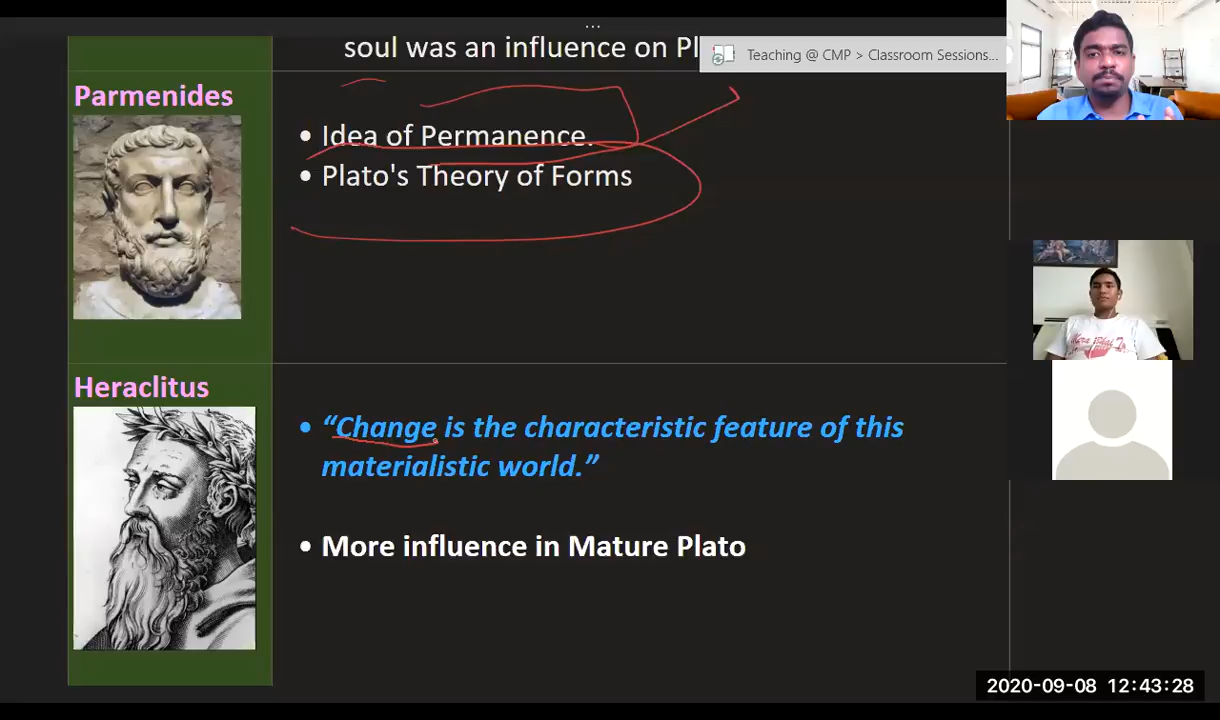 ...
soul was an influence on Pl
Teaching @ CMP > Classroom Sessions...
Parmenides
• Idea of Permanence.
• Plato's Theory of Forms
Heraclitus
• “Change is the characteristic feature of this
materialistic world.”
• More influence in Mature Plato
2020-09-08 12:43:28